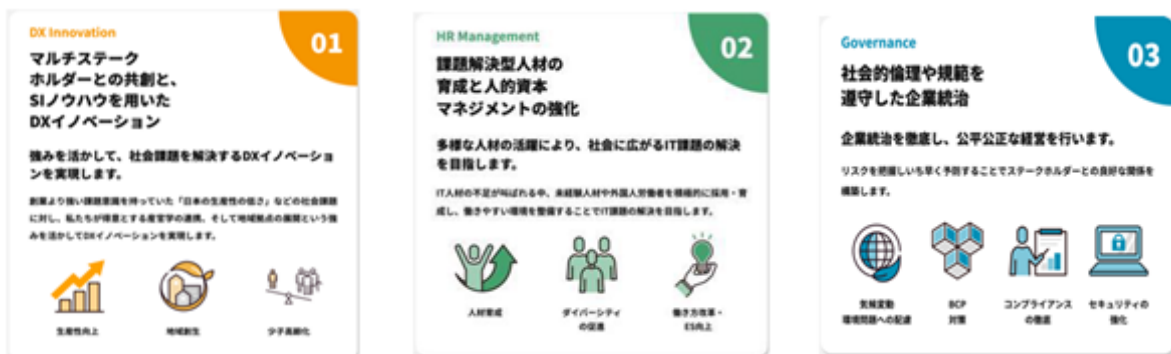 DX Innovation
01
マルチステーク
ホルダーとの共創と、
SIノウハウを用いた
DXイノベーション
強みを活かして、社会課題を解決するDXイノベーショ
ンを実現します。
創業より強い課題意識を持っていた「日本の生産性の低さ」などの社会課題
に対し、私たちが得意とする産官学の連携、そして地域拠点の展開という強
みを活かしてDXイノベーションを実現します。
生産性向上
地域創生
少子高齢化
HR Management
02
課題解決型人材の
育成と人的資本
マネジメントの強化
多様な人材の活躍により、社会に広がるIT課題の解決
を目指します。
IT人材の不足が叫ばれる中、未経験人材や外国人労働者を積極的に採用・育
成し、働きやすい環境を整備することでIT課題の解決を目指します。
人材育成
ダイバーシティ
の促進
働き方改革・
ES向上
Governance
03
社会的倫理や規範を
遵守した企業統治
企業統治を徹底し、公平公正な経営を行います。
リスクを把握しいち早く予防することでステークホルダーとの良好な関係を
構築します。
気候変動
環境問題への配慮
BCP
対策
コンプライアンス
の徹底
セキュリティの
強化